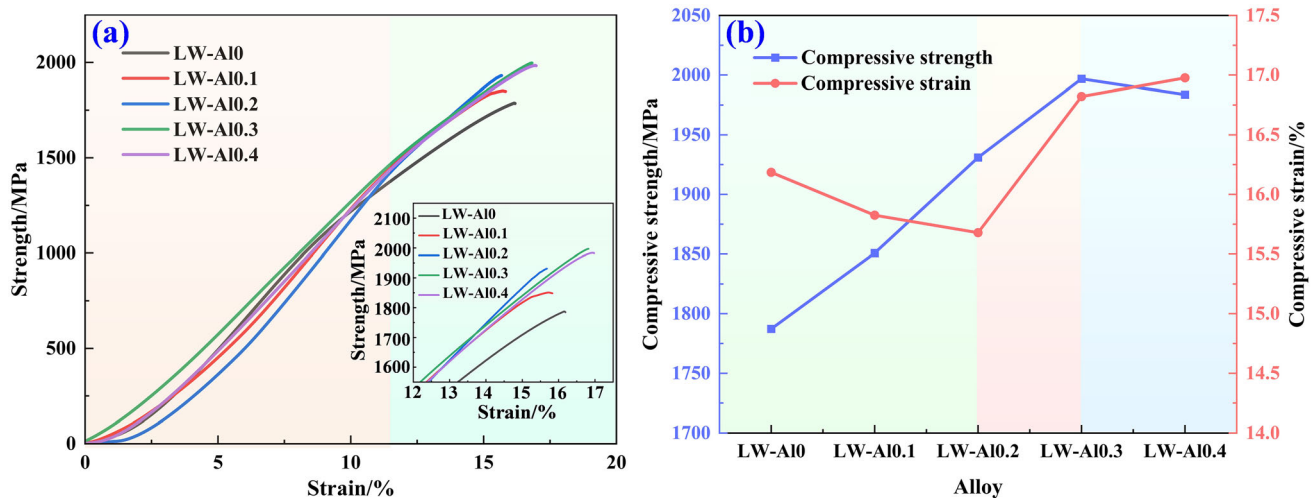 (a)
LW-Al0
LW-Al0.1
LW-Al0.2
LW-Al0.3
LW-Al0.4
Strength/MPa
2000
1500
1000
500
0
0 5 10 15 20
Strain/%
LW-Al0
LW-Al0.1
LW-Al0.2
LW-Al0.3
LW-Al0.4
Strength/MPa
2100
2000
1900
1800
1700
1600
12 13 14 15 16 17
Strain/%
(b)
Compressive strength
Compressive strain
Compressive strength/MPa
2050
2000
1950
1900
1850
1800
1750
1700
LW-Al0 LW-Al0.1 LW-Al0.2 LW-Al0.3 LW-Al0.4
Alloy
17.5
17.0
16.5
16.0
15.5
15.0
14.5
14.0
Compressive strain/%